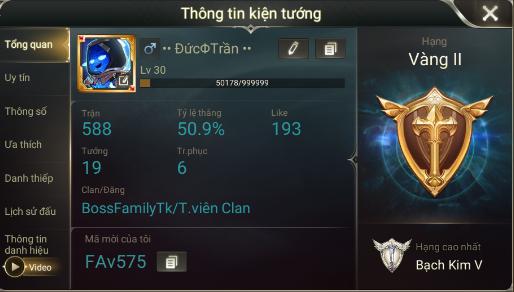 Thông tin kiện tướng
Tổng quan
Uy tín
Thông số
Ưa thích
Danh thiếp
Lịch sử đấu
Thông tin
danh hiệu
Video
•• ĐứcΦTrần ••
Lv 30
50178/999999
Trận
588
Tỷ lệ thắng
50.9%
Like
193
Tướng
19
Tr.phục
6
Clan/Đảng
BossFamilyTk/T.viên Clan
Mã mời của tôi
FAv575
Hạng
Vàng II
Hạng cao nhất
Bạch Kim V